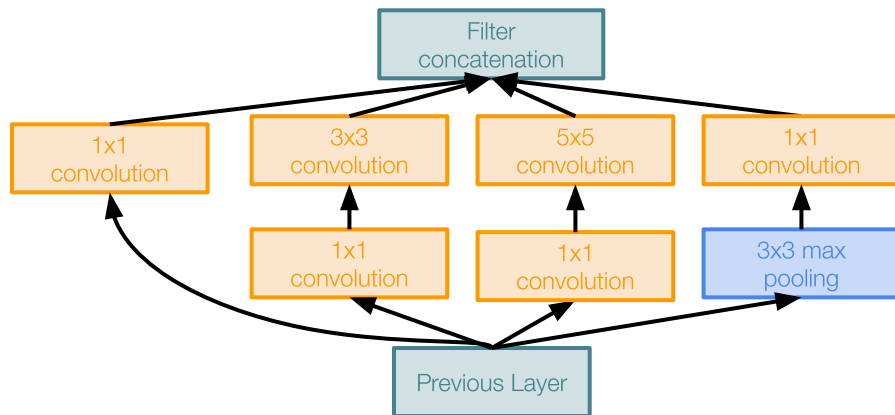 Filter
concatenation
1x1
convolution
3x3
convolution
5x5
convolution
1x1
convolution
1x1
convolution
1x1
convolution
3x3 max
pooling
Previous Layer